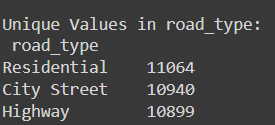 Unique Values in road_type:
road_type
Residential    11064
City Street    10940
Highway        10899